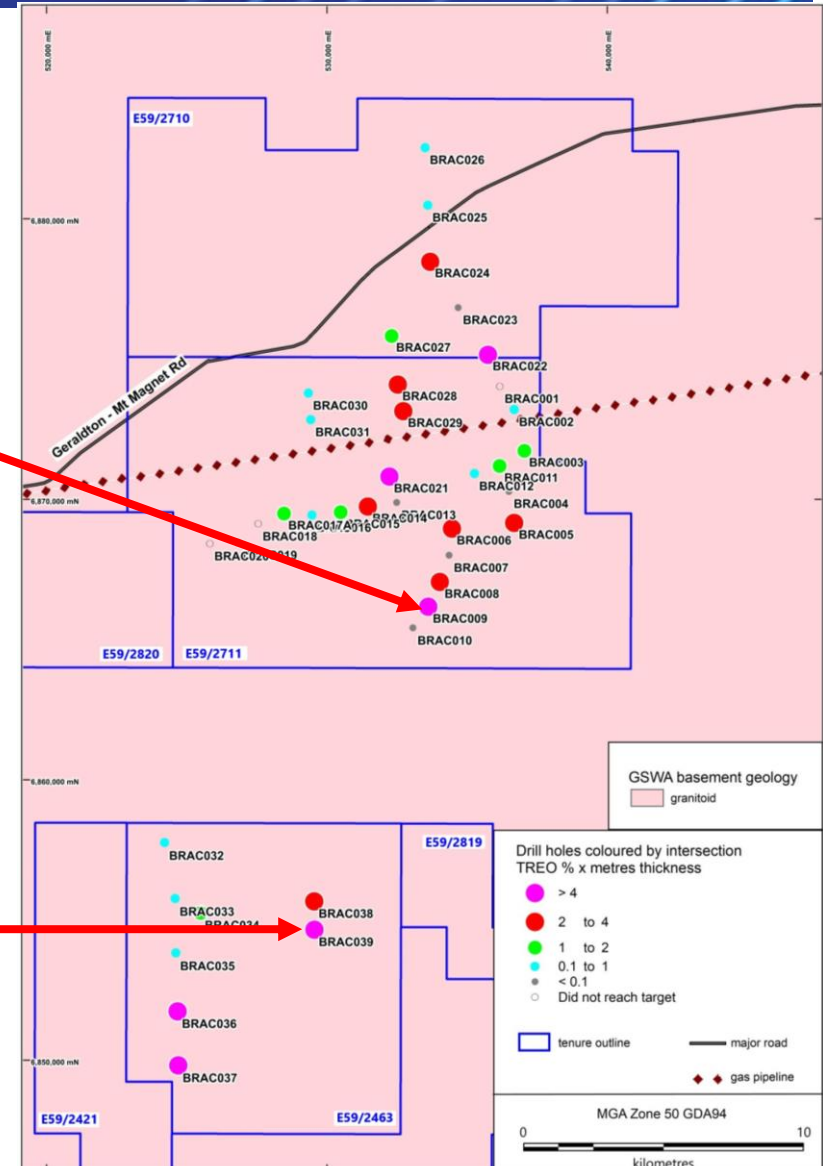 520,000 mE
530,000 mE
540,000 mE
E59/2710
BRAC026
6,880,000 mN
BRAC025
BRAC024
BRAC023
BRAC027
BRAC022
Geraldton - Mt Magnet Rd
BRAC028
BRAC001
BRAC030
BRAC029
BRAC002
BRAC031
BRAC003
BRAC011
BRAC012
BRAC021
6,870,000 mN
BRAC004
BRAC013
BRAC014
BRAC015
BRAC017A
BRAC018
BRAC005
BRAC006
BRAC020
BRAC007
BRAC008
BRAC009
BRAC010
E59/2820
E59/2711
6,860,000 mN
GSWA basement geology
granitoid
E59/2819
BRAC032
BRAC033
BRAC034
BRAC038
BRAC039
BRAC035
BRAC036
BRAC037
6,850,000 mN
E59/2421
E59/2463
Drill holes coloured by intersection
TREO % x metres thickness
> 4
2 to 4
1 to 2
0.1 to 1
< 0.1
Did not reach target
tenure outline
major road
gas pipeline
MGA Zone 50 GDA94
0
10
kilometres